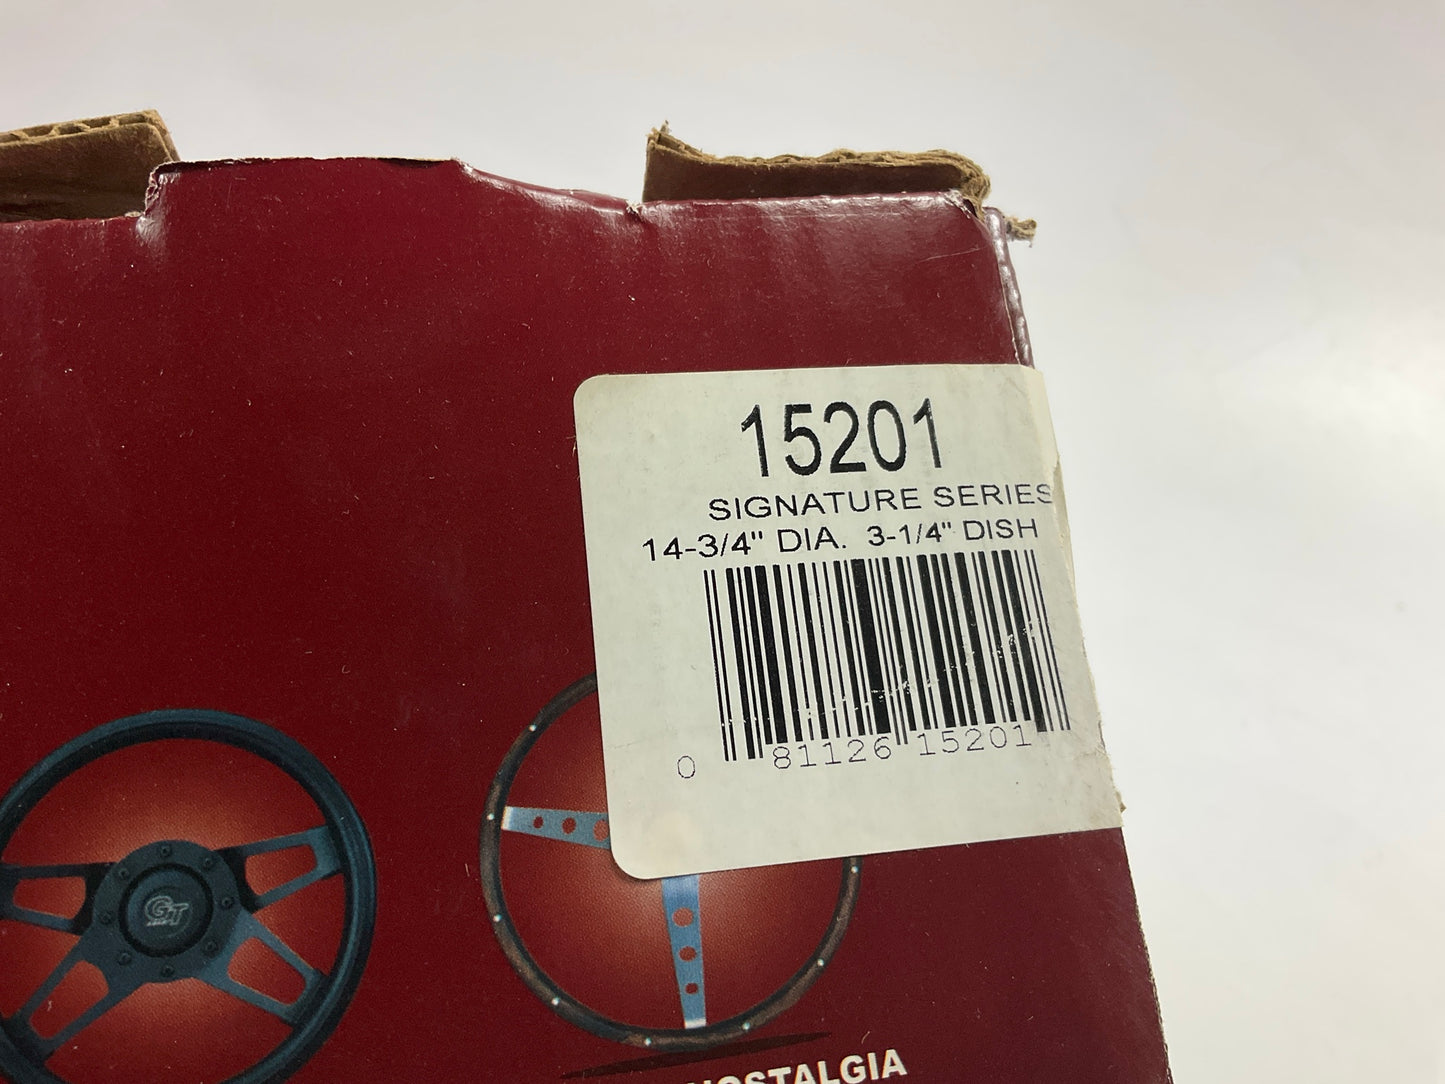 15201
SIGNATURE SERIES
14-3/4" DIA. 3-1/4" DISH
0 81126 15201
GT
NOSTALGIA